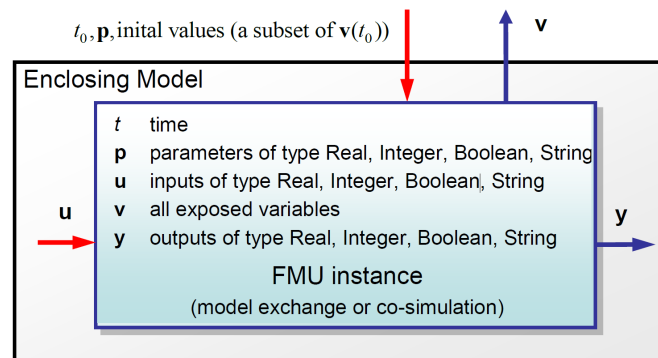 t₀, p, inital values (a subset of v(t₀))
v
Enclosing Model
t time
p parameters of type Real, Integer, Boolean, String
u inputs of type Real, Integer, Boolean, String
v all exposed variables
y outputs of type Real, Integer, Boolean, String
u
y
FMU instance
(model exchange or co-simulation)